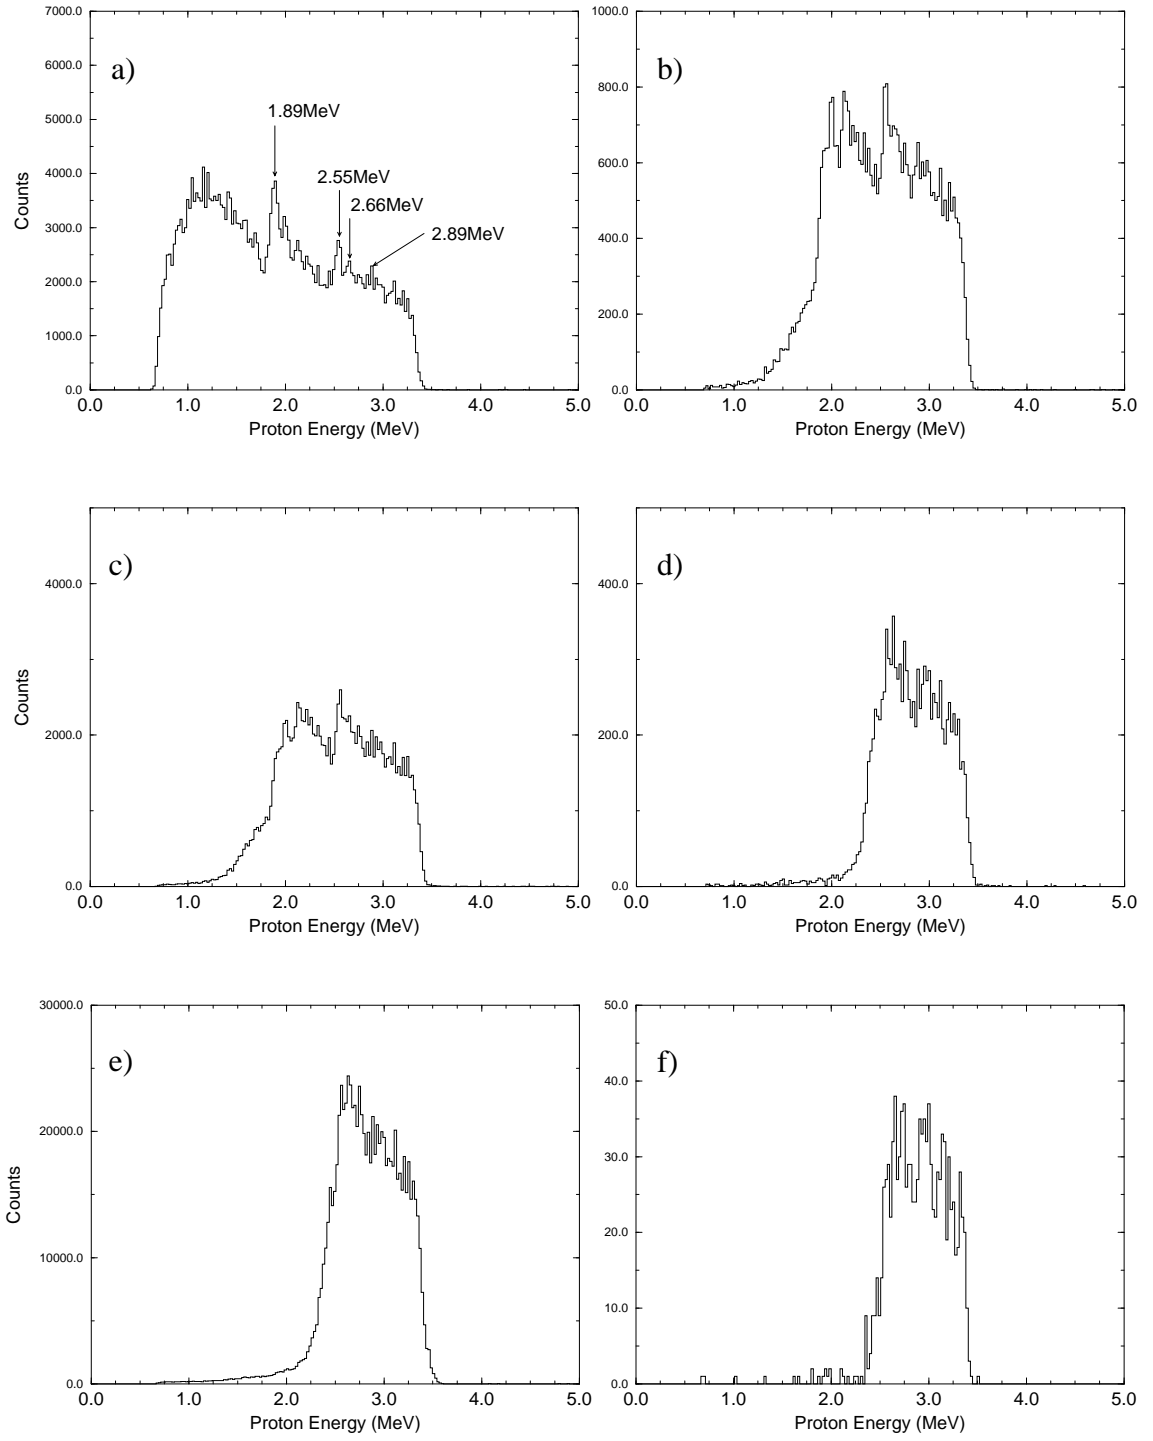 7000.0
a)
6000.0
5000.0
1.89MeV
4000.0
2.55MeV
2.66MeV
3000.0
2.89MeV
2000.0
1000.0
0.0
Counts
0.0 1.0 2.0 3.0 4.0 5.0
Proton Energy (MeV)
1000.0
b)
800.0
600.0
400.0
200.0
0.0
0.0 1.0 2.0 3.0 4.0 5.0
Proton Energy (MeV)
c)
4000.0
2000.0
0.0
Counts
0.0 1.0 2.0 3.0 4.0 5.0
Proton Energy (MeV)
d)
400.0
200.0
0.0
0.0 1.0 2.0 3.0 4.0 5.0
Proton Energy (MeV)
30000.0
e)
20000.0
10000.0
0.0
Counts
0.0 1.0 2.0 3.0 4.0 5.0
Proton Energy (MeV)
50.0
f)
40.0
30.0
20.0
10.0
0.0
0.0 1.0 2.0 3.0 4.0 5.0
Proton Energy (MeV)